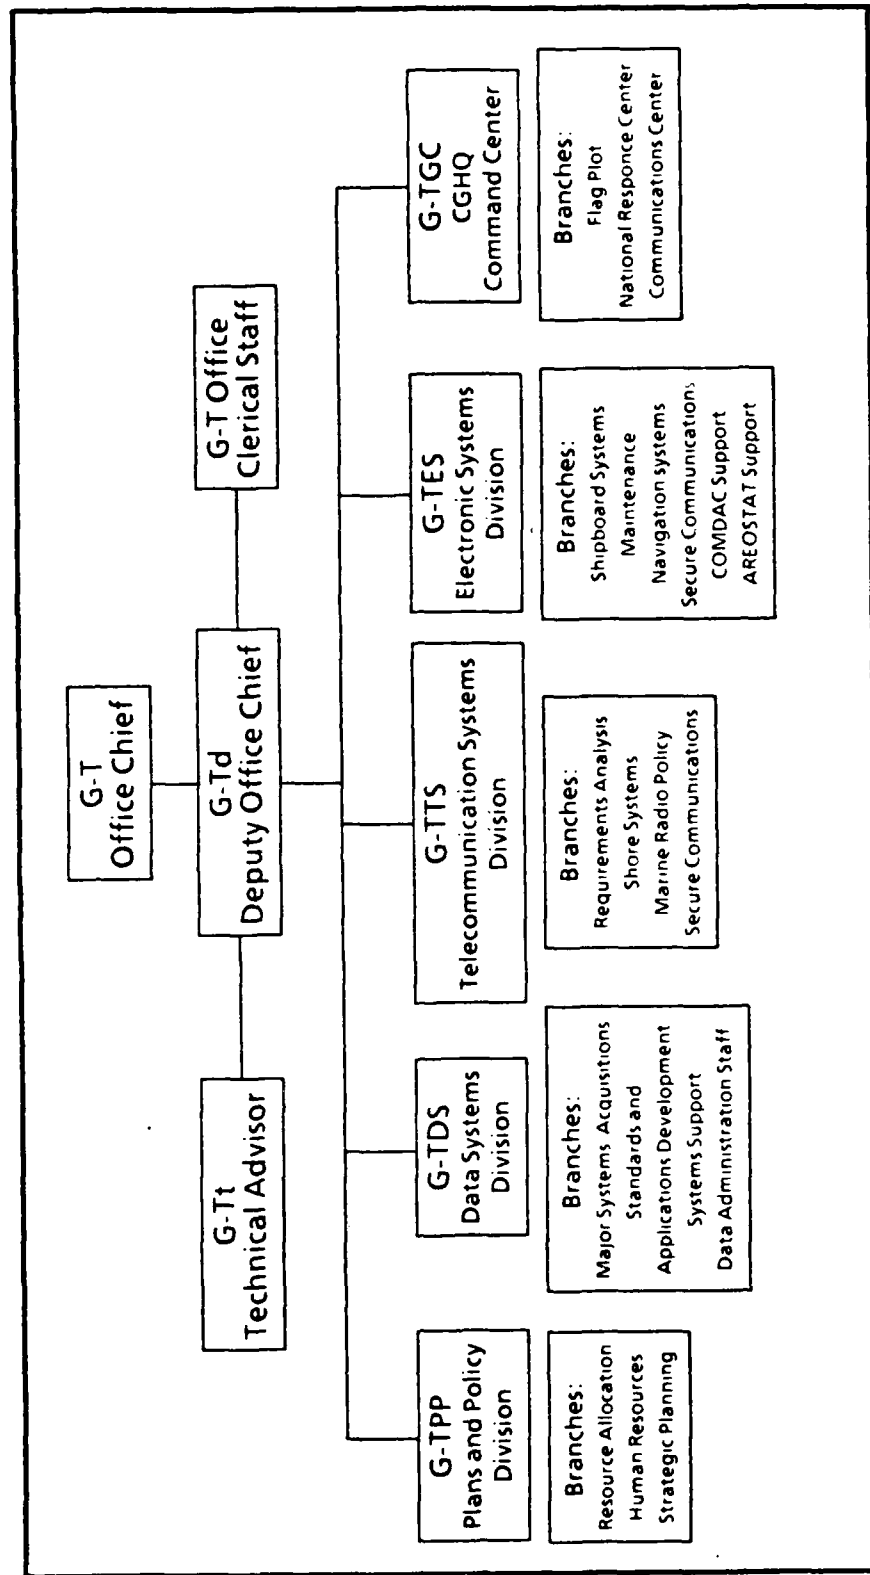 G-T
Office Chief
G-Tt
Technical Advisor
G-Td
Deputy Office Chief
G-T Office
Clerical Staff
G-TPP
Plans and Policy
Division
G-TDS
Data Systems
Division
G-TTS
Telecommunication Systems
Division
G-TES
Electronic Systems
Division
G-TGC
CGHQ
Command Center
Branches:
Resource Allocation
Human Resources
Strategic Planning
Branches:
Major Systems Acquisitions
Standards and
Applications Development
Systems Support
Data Administration Staff
Branches:
Requirements Analysis
Shore Systems
Marine Radio Policy
Secure Communications
Branches:
Shipboard Systems
Maintenance
Navigation systems
Secure Communications
COMDAC Support
AREOSTAT Support
Branches:
Flag Plot
National Responce Center
Communications Center